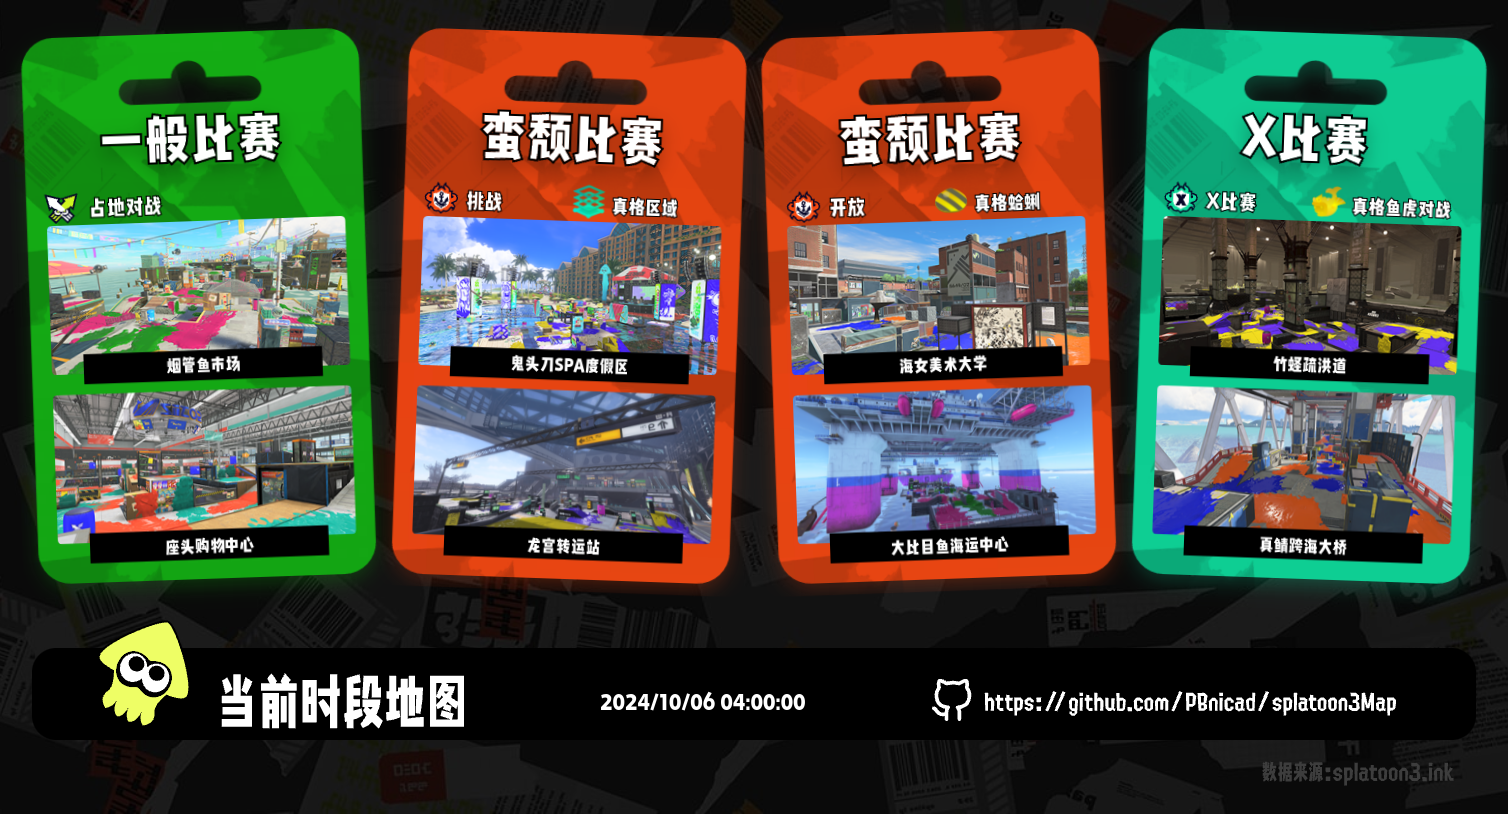 一般比赛
占地对战
烟管鱼市场
座头购物中心
蛮颓比赛
挑战
真格区域
鬼头刀SPA度假区
龙宫转运站
蛮颓比赛
开放
真格蛤蜊
海女美术大学
大比目鱼海运中心
X比赛
X比赛
真格鱼虎对战
竹蛏疏洪道
真鲭跨海大桥
当前时段地图
2024/10/06 04:00:00
https://github.com/PBnicad/splatoon3Map
数据来源:splatoon3.ink